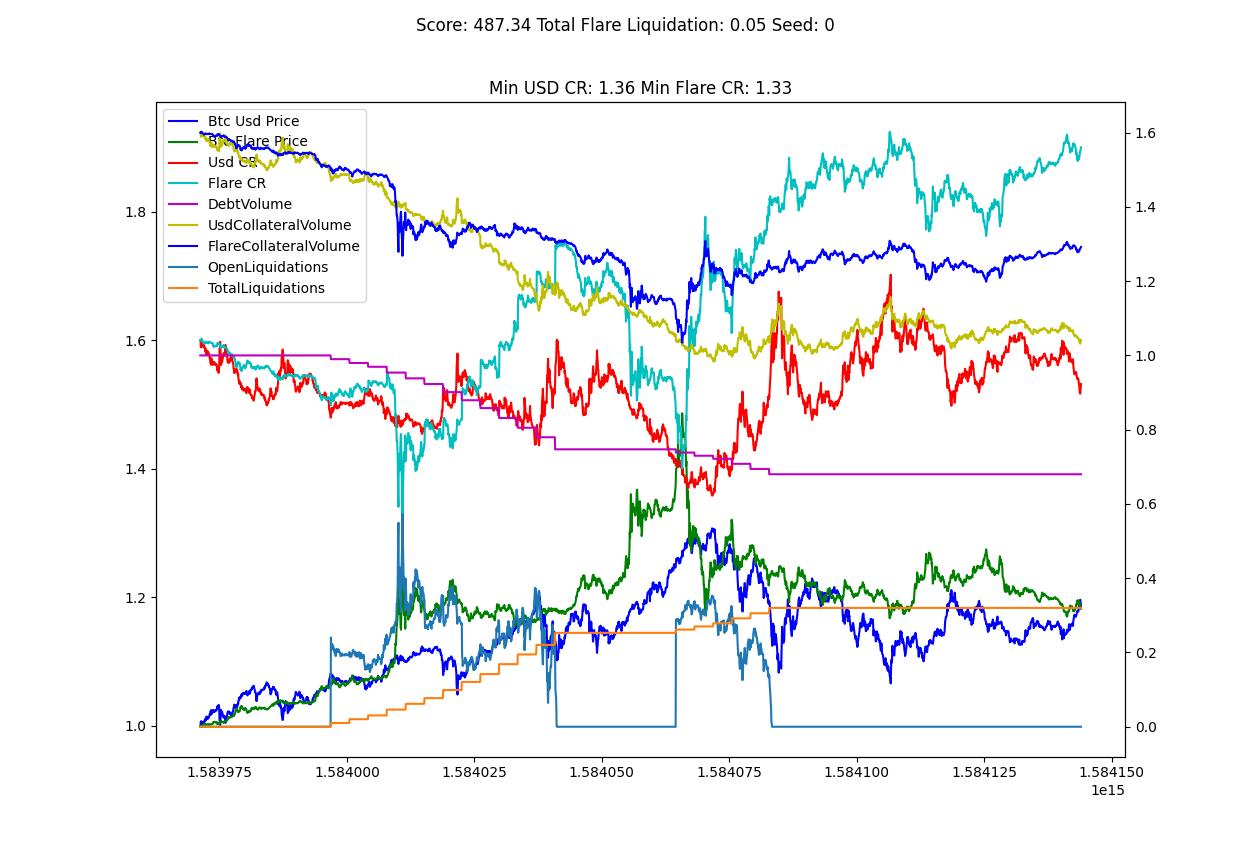 Score: 487.34 Total Flare Liquidation: 0.05 Seed: 0
Min USD CR: 1.36 Min Flare CR: 1.33
Btc Usd Price
Btc Flare Price
Usd CR
Flare CR
DebtVolume
UsdCollateralVolume
FlareCollateralVolume
OpenLiquidations
TotalLiquidations
1.8
1.6
1.4
1.2
1.0
1.6
1.4
1.2
1.0
0.8
0.6
0.4
0.2
0.0
1.583975 1.584000 1.584025 1.584050 1.584075 1.584100 1.584125 1.584150
1e15